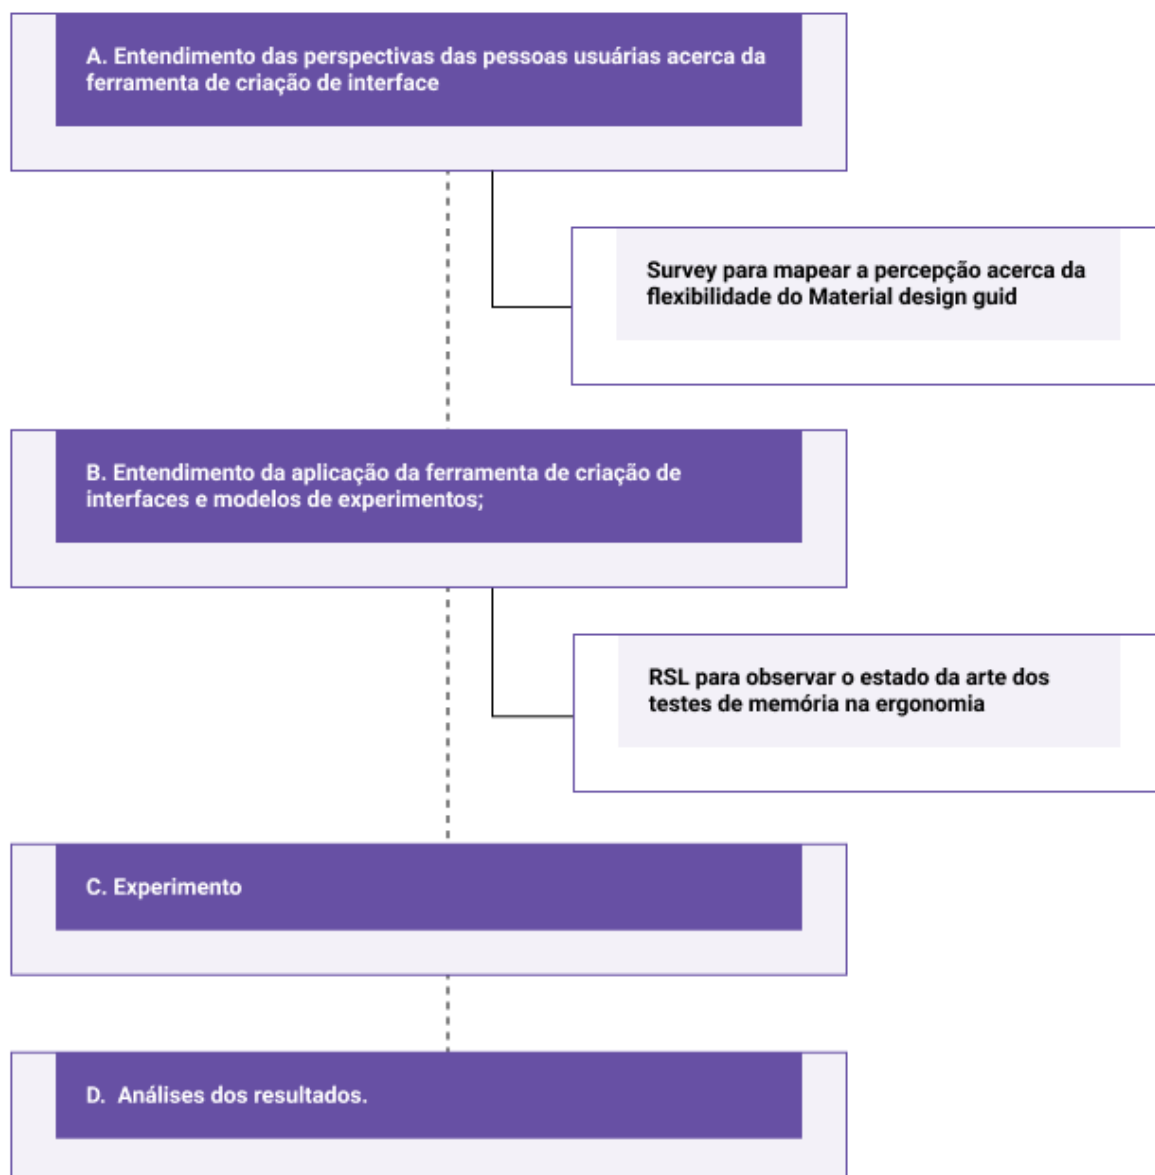 A. Entendimento das perspectivas das pessoas usuárias acerca da
ferramenta de criação de interface
Survey para mapear a percepção acerca da
flexibilidade do Material design guid
B. Entendimento da aplicação da ferramenta de criação de
interfaces e modelos de experimentos;
RSL para observar o estado da arte dos
testes de memória na ergonomia
C. Experimento
D. Análises dos resultados.